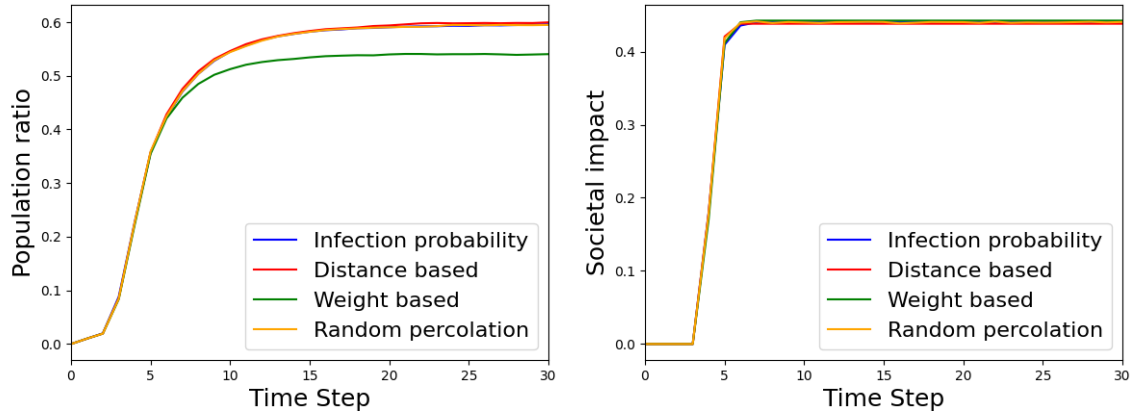 Population ratio
0.6
0.5
0.4
0.3
0.2
0.1
0.0
0 5 10 15 20 25 30
Time Step
Infection probability
Distance based
Weight based
Random percolation
Societal impact
0.4
0.3
0.2
0.1
0.0
0 5 10 15 20 25 30
Time Step
Infection probability
Distance based
Weight based
Random percolation